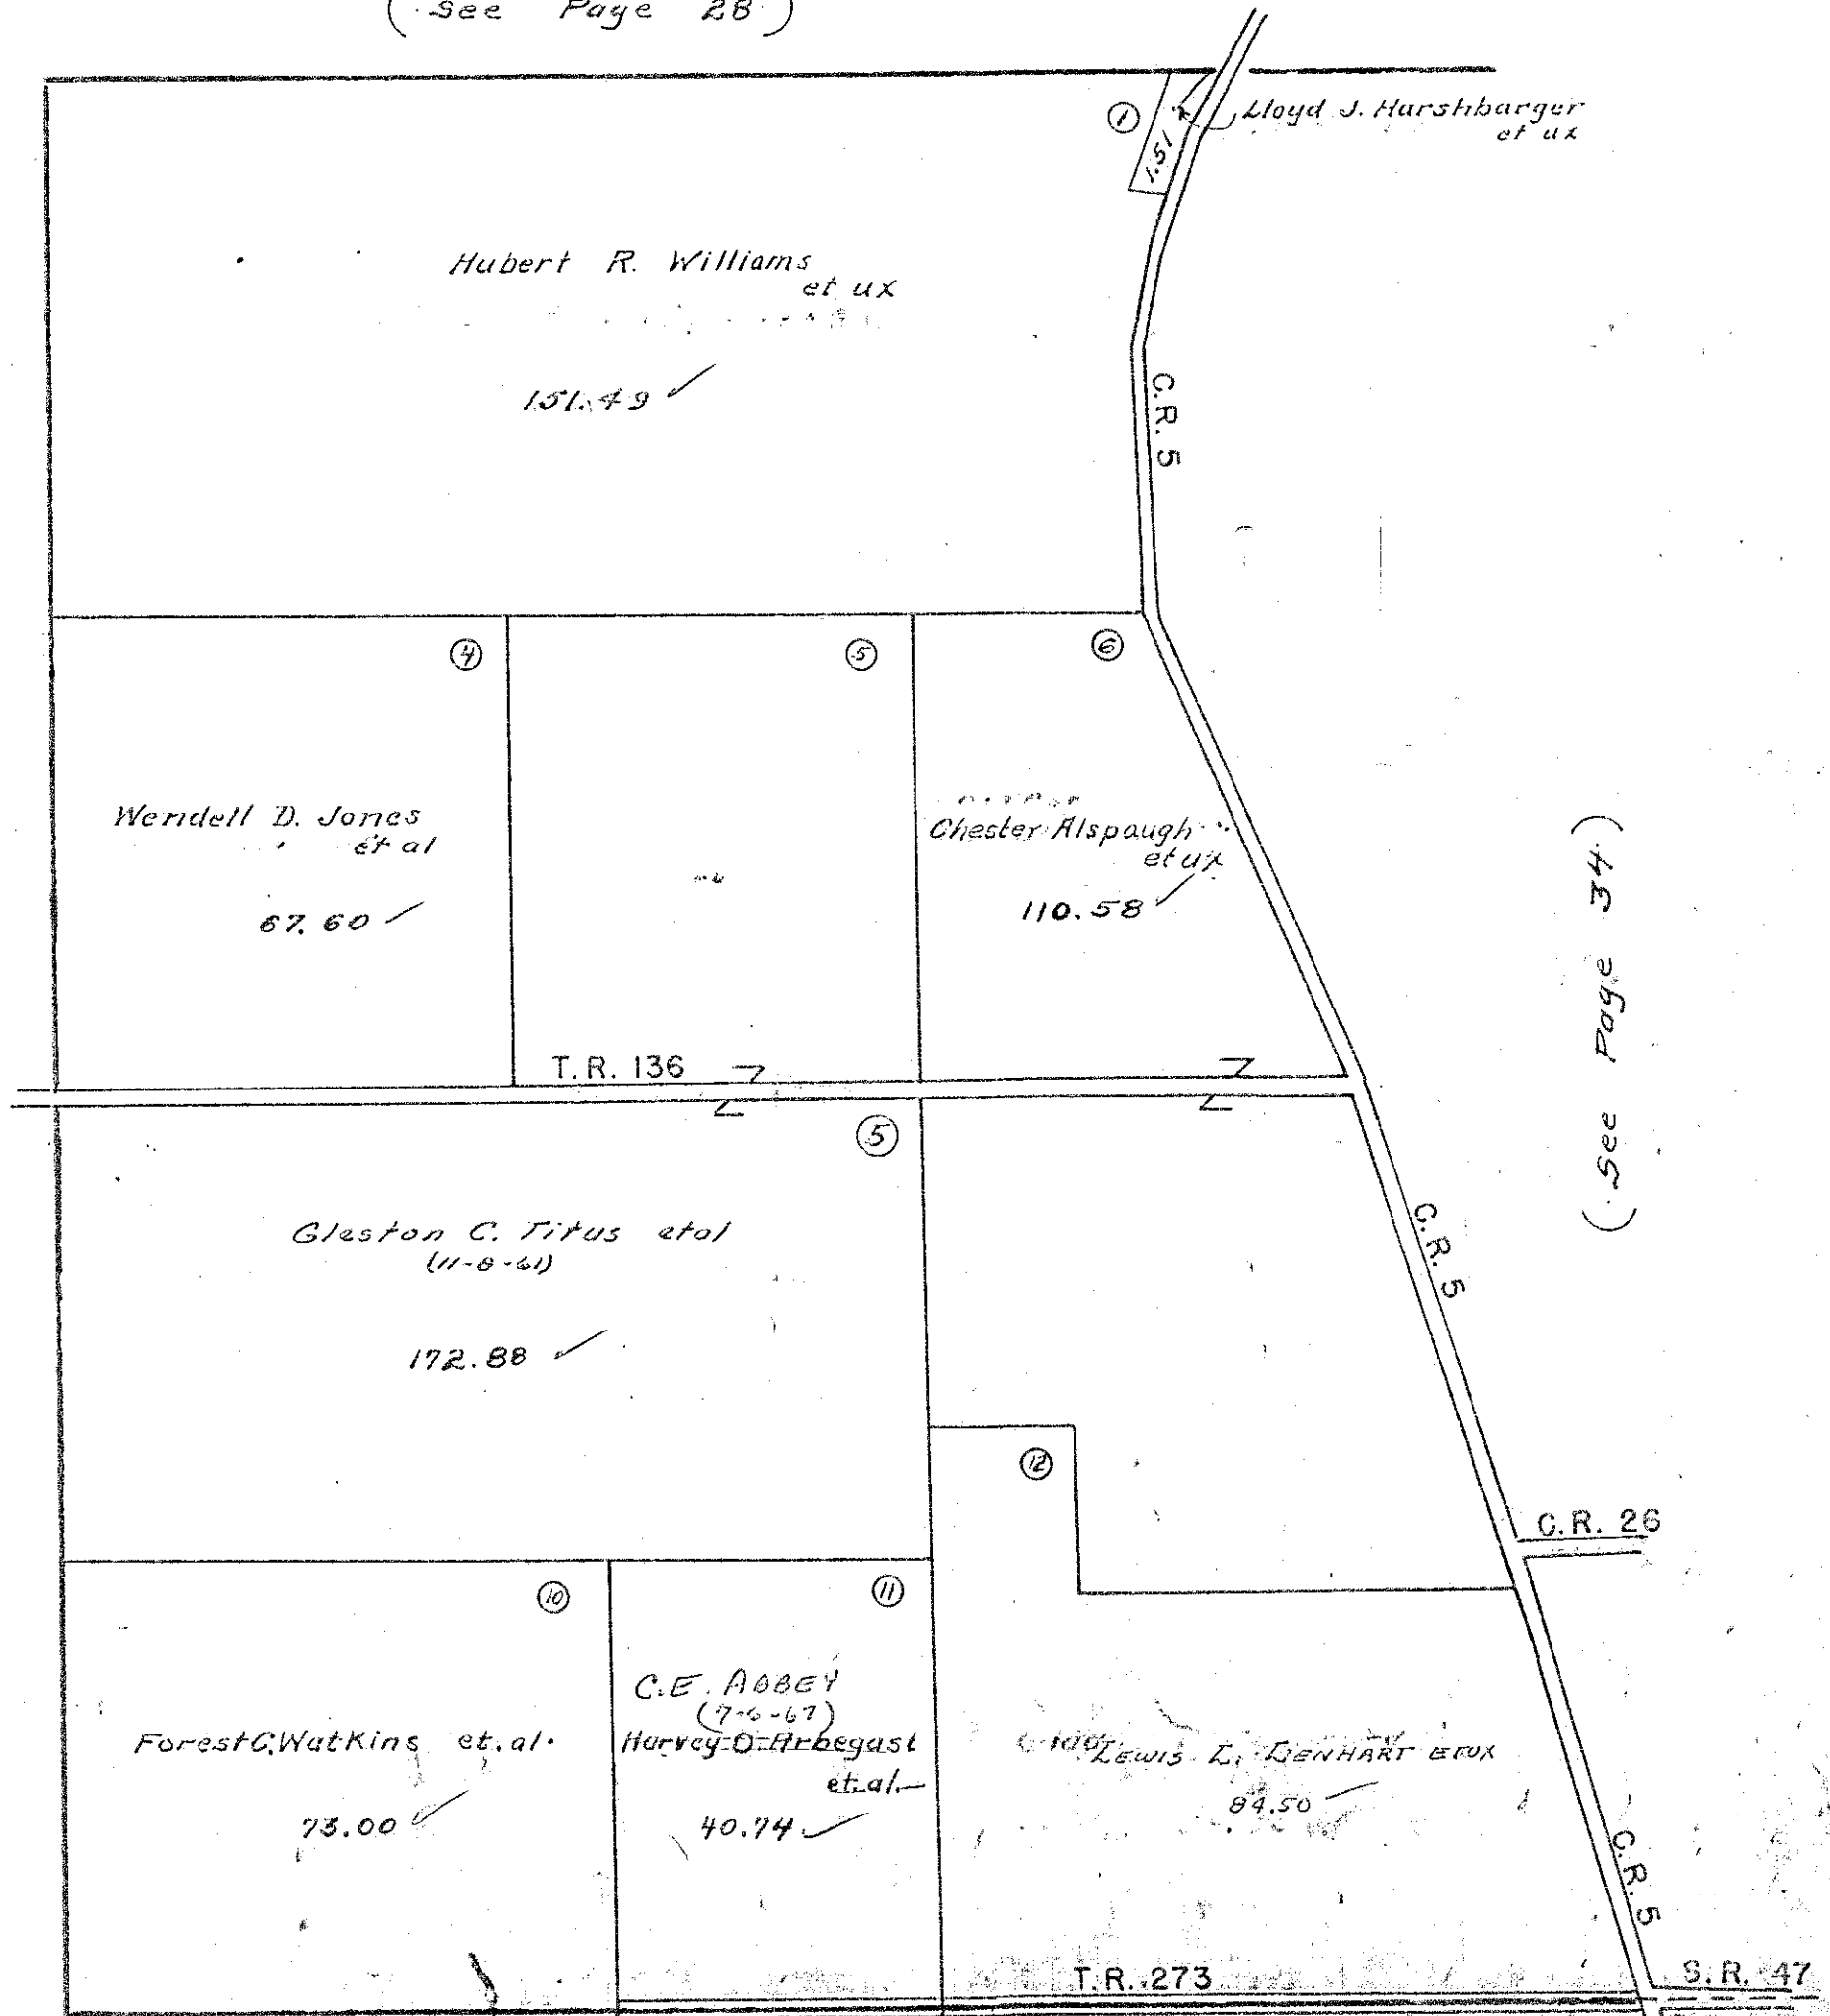 ( See Page 28 )
1
1.51
Lloyd J. Harshbarger
et ux
Hubert R. Williams
et ux
151.49
C.R. 5
4
5
6
Wendell D. Jones
et al
67.60
Chester Alspaugh
et ux
110.58
( See Page 34 )
T.R. 136
5
Gleston C. Titus et al
(11-8-61)
172.88
C.R. 5
12
C.R. 26
10
11
C.E. ABBEY
(7-6-67)
Forest C. Watkins et. al.
Harvey O. Arbegast
et. al.
LEWIS L. DENHART ET UX
73.00
40.74
84.50
C.R. 5
T.R. 273
S.R. 47